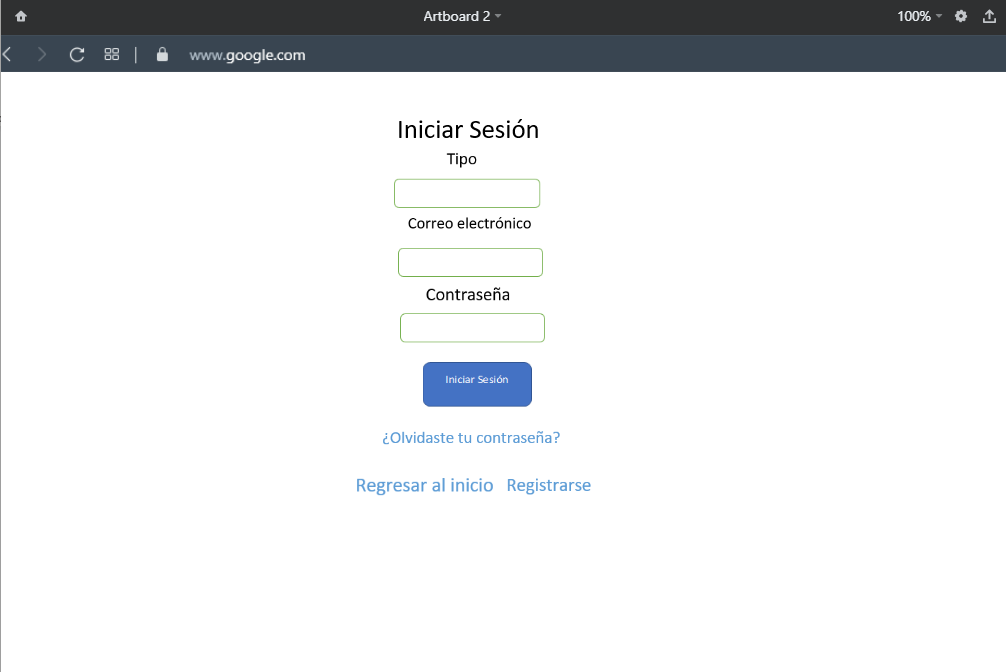 Artboard 2
100%
www.google.com
Iniciar Sesión
Tipo
Correo electrónico
Contraseña
Iniciar Sesión
¿Olvidaste tu contraseña?
Regresar al inicio Registrarse